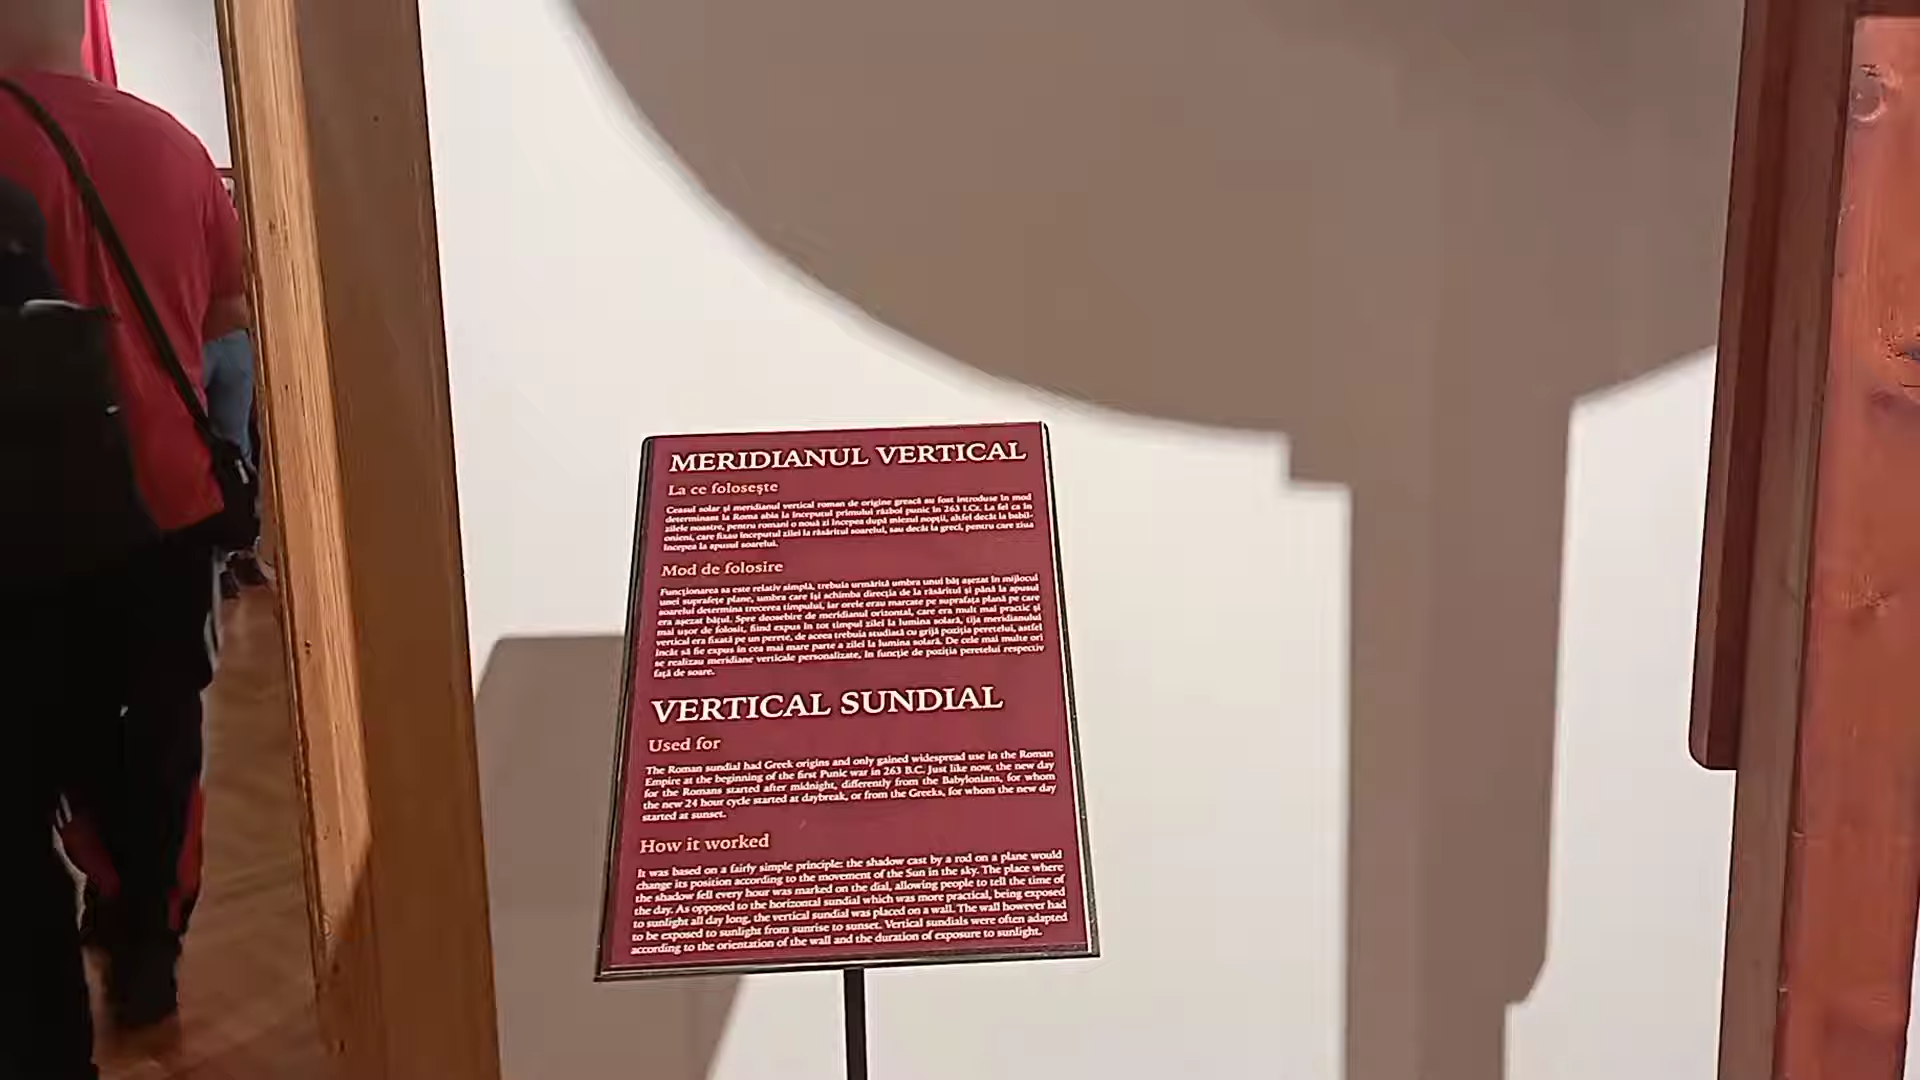 MERIDIANUL VERTICAL
La ce folosește
Ceasul solar și meridianul vertical roman de origine greacă au fost introduse în mod
determinant la Roma abia la începutul primului război punic în 263 î.Cr. La fel ca în
zilele noastre, pentru romani o nouă zi începea după miezul nopții, altfel decât la babil-
onieni, care fixau începutul zilei la răsăritul soarelui, sau decât la greci, pentru care ziua
începea la apusul soarelui.
Mod de folosire
Funcționarea sa este relativ simplă, trebuia urmărită umbra unui băț așezat în mijlocul
unei suprafețe plane, umbra care își schimba direcția de la răsăritul și până la apusul
soarelui determina trecerea timpului, iar orele erau marcate pe suprafața plană pe care
era așezat bățul. Spre deosebire de meridianul orizontal, care era mult mai practic și
mai ușor de folosit, fiind expus în tot timpul zilei la lumina solară, tija meridianului
vertical era fixată pe un perete, de aceea trebuia studiată cu grijă poziția peretelui, astfel
încât să fie expus în cea mai mare parte a zilei la lumina solară. De cele mai multe ori
se realizau meridiane verticale personalizate, în funcție de poziția peretelui respectiv
față de soare.
VERTICAL SUNDIAL
Used for
The Roman sundial had Greek origins and only gained widespread use in the Roman
Empire at the beginning of the first Punic war in 263 B.C. Just like now, the new day
for the Romans started after midnight, differently from the Babylonians, for whom
the new 24 hour cycle started at daybreak, or from the Greeks, for whom the new day
started at sunset.
How it worked
It was based on a fairly simple principle: the shadow cast by a rod on a plane would
change its position according to the movement of the Sun in the sky. The place where
the shadow fell every hour was marked on the dial, allowing people to tell the time of
the day. As opposed to the horizontal sundial which was more practical, being exposed
to sunlight all day long, the vertical sundial was placed on a wall. The wall however had
to be exposed to sunlight from sunrise to sunset. Vertical sundials were often adapted
according to the orientation of the wall and the duration of exposure to sunlight.